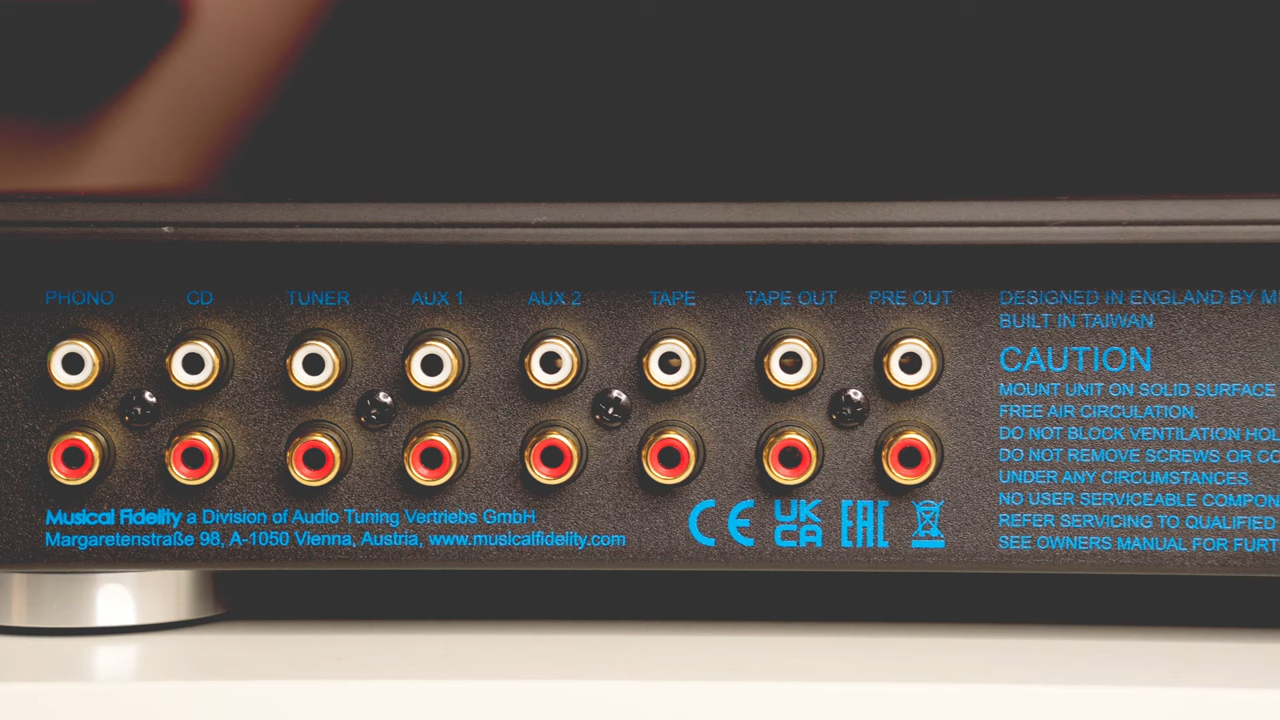 PHONO CD TUNER AUX 1 AUX 2 TAPE TAPE OUT PRE OUT
Musical Fidelity a Division of Audio Tuning Vertriebs GmbH
Margaretenstraße 98, A-1050 Vienna, Austria, www.musicalfidelity.com
CE UK CA EAC
DESIGNED IN ENGLAND BY
BUILT IN TAIWAN
CAUTION
MOUNT UNIT ON SOLID SURFACE
FREE AIR CIRCULATION.
DO NOT BLOCK VENTILATION
DO NOT REMOVE SCREWS OR
UNDER ANY CIRCUMSTANCES.
NO USER SERVICEABLE
REFER SERVICING TO QUALIFIED
SEE OWNERS MANUAL FOR